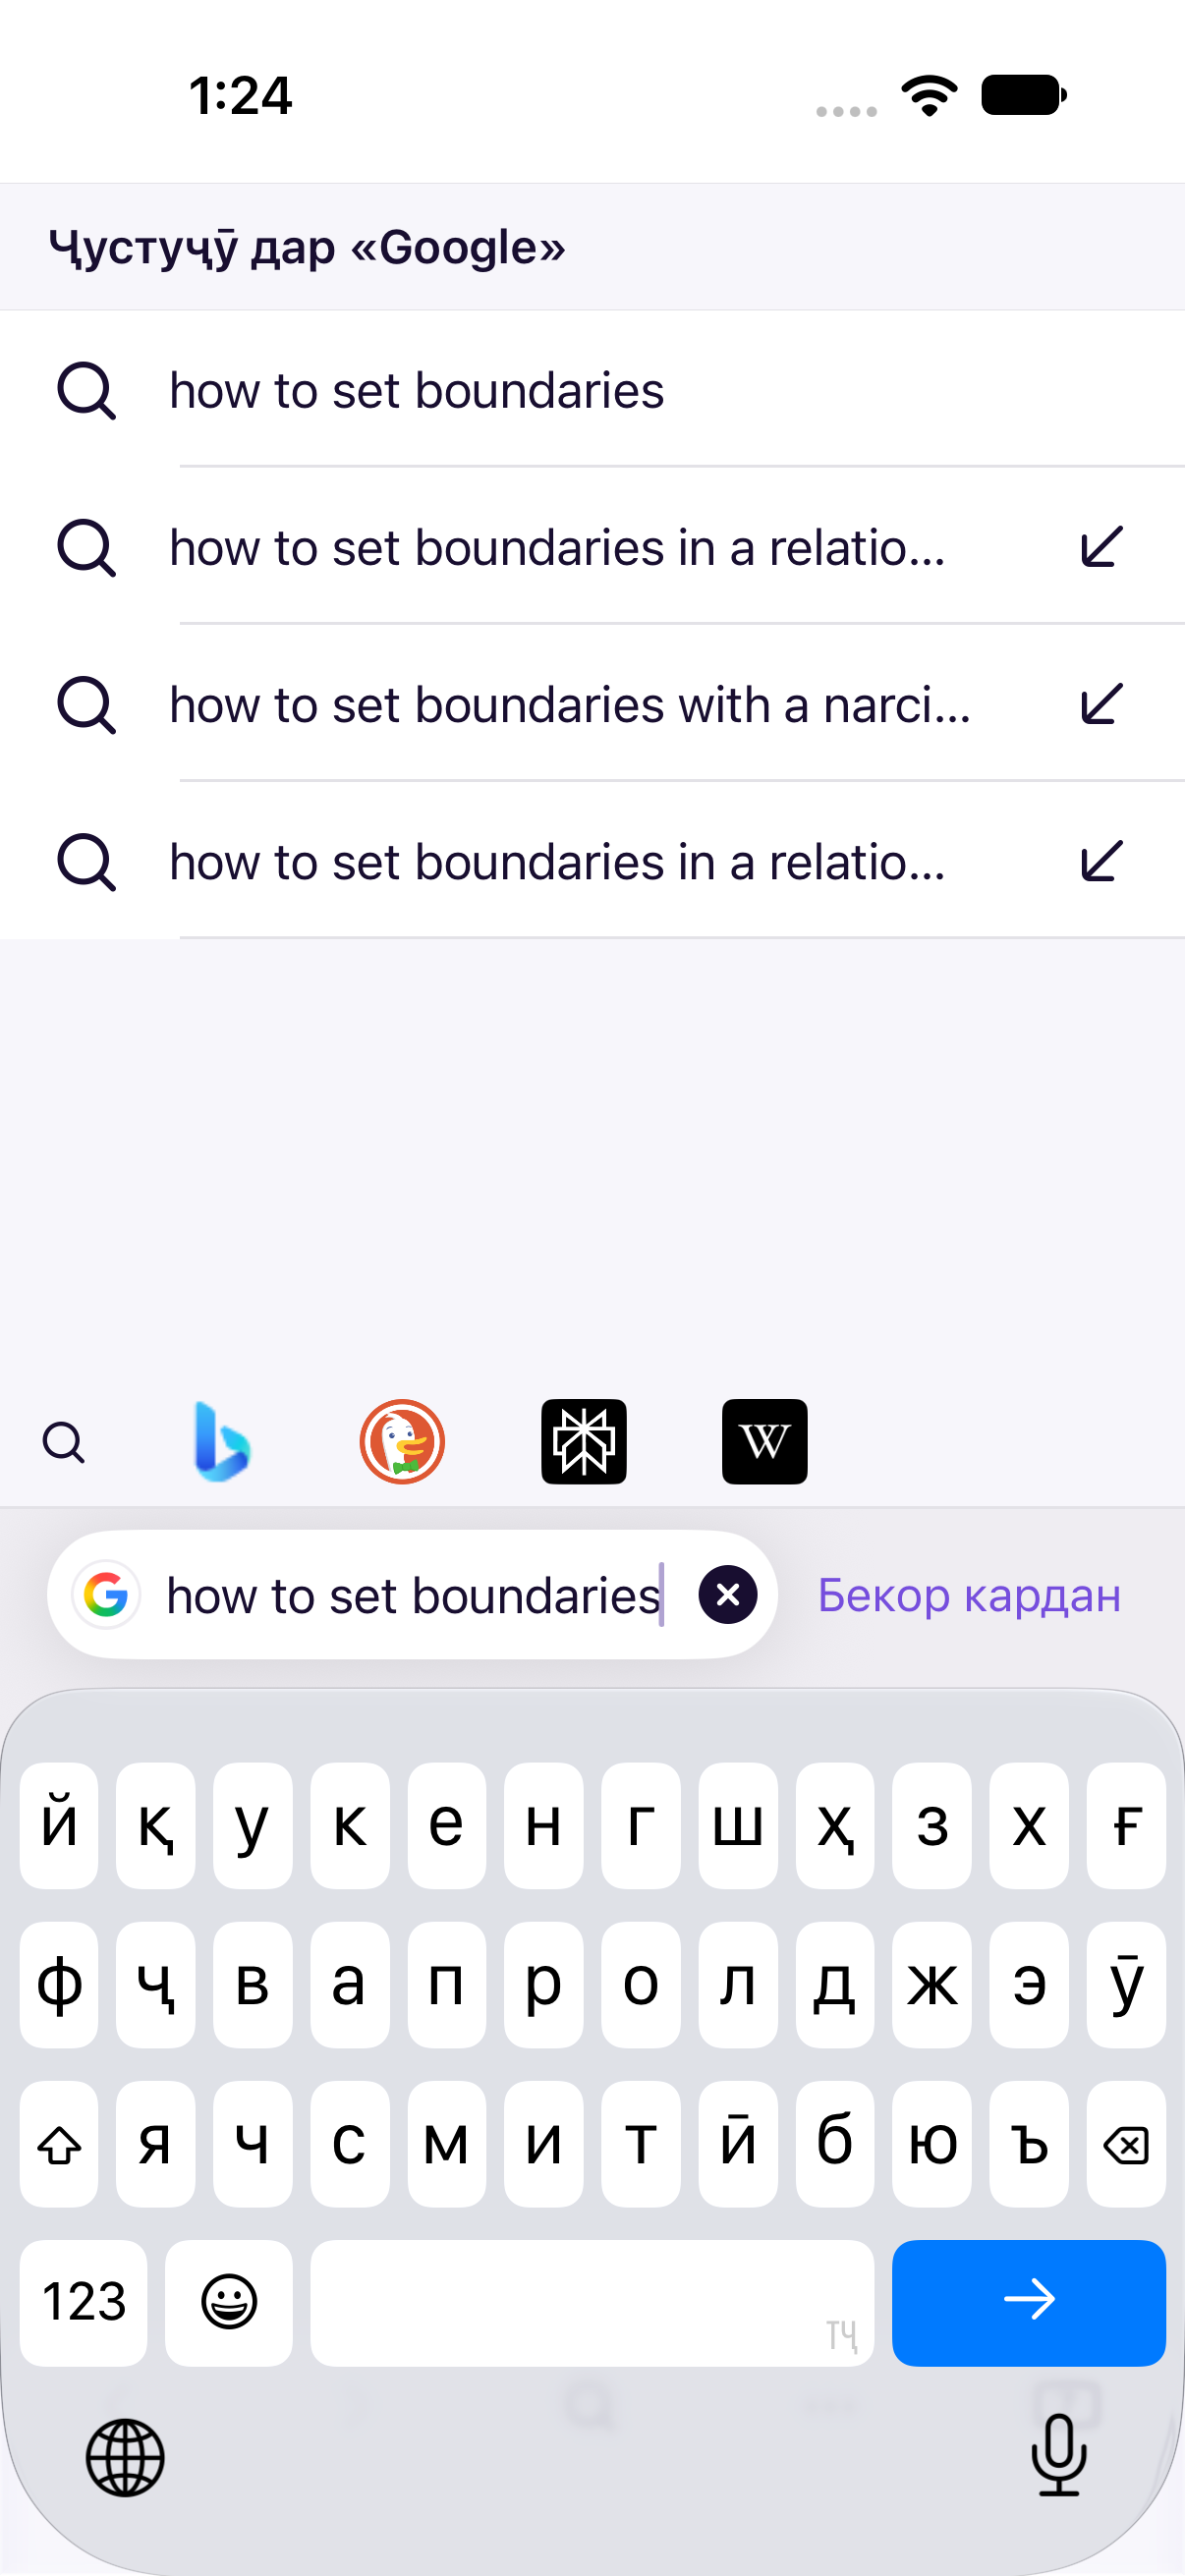 1:24
Ҷустуҷӯ дар «Google»
how to set boundaries
how to set boundaries in a relatio...
how to set boundaries with a narci...
how to set boundaries in a relatio...
W
how to set boundaries
Бекор кардан
й қ у к е н г ш ҳ з х ғ
ф ҷ в а п р о л д ж э ӯ
я ч с м и т ӣ б ю ъ
123
тҷ